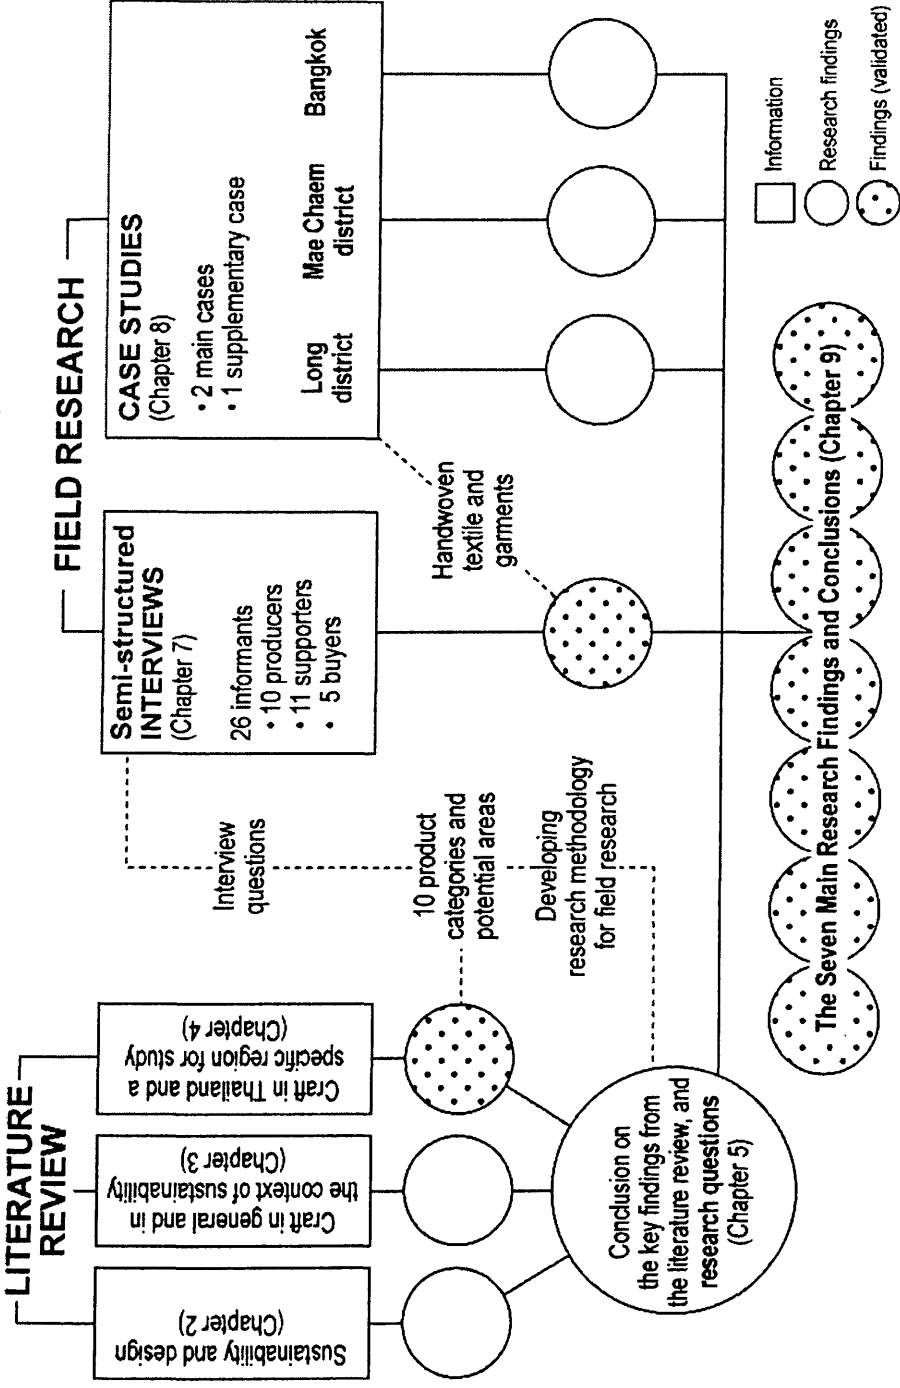 LITERATURE
REVIEW
Sustainability and design
(Chapter 2)
Craft in general and in
the context of sustainability
(Chapter 3)
Craft in Thailand and a
specific region for study
(Chapter 4)
Conclusion on
the key findings from
the literature review, and
research questions
(Chapter 5)
Interview
questions
10 product
categories and
potential areas
Developing
research methodology
for field research
FIELD RESEARCH
Semi-structured
INTERVIEWS
(Chapter 7)
26 informants
• 10 producers
• 11 supporters
• 5 buyers
Handwoven
textile and
garments
CASE STUDIES
(Chapter 8)
• 2 main cases
• 1 supplementary case
Long
district
Mae Chaem
district
Bangkok
The Seven Main Research Findings and Conclusions (Chapter 9)
Information
Research findings
Findings (validated)